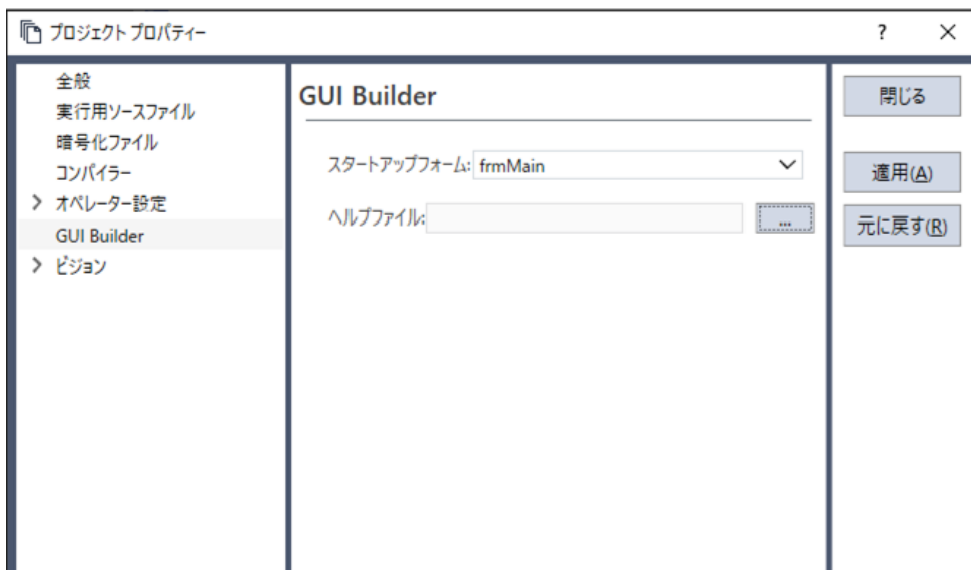 プロジェクト プロパティー
?
全般
実行用ソースファイル
暗号化ファイル
コンパイラー
オペレーター設定
GUI Builder
ビジョン
GUI Builder
スタートアップフォーム: frmMain
ヘルプファイル:
...
閉じる
適用(A)
元に戻す(R)